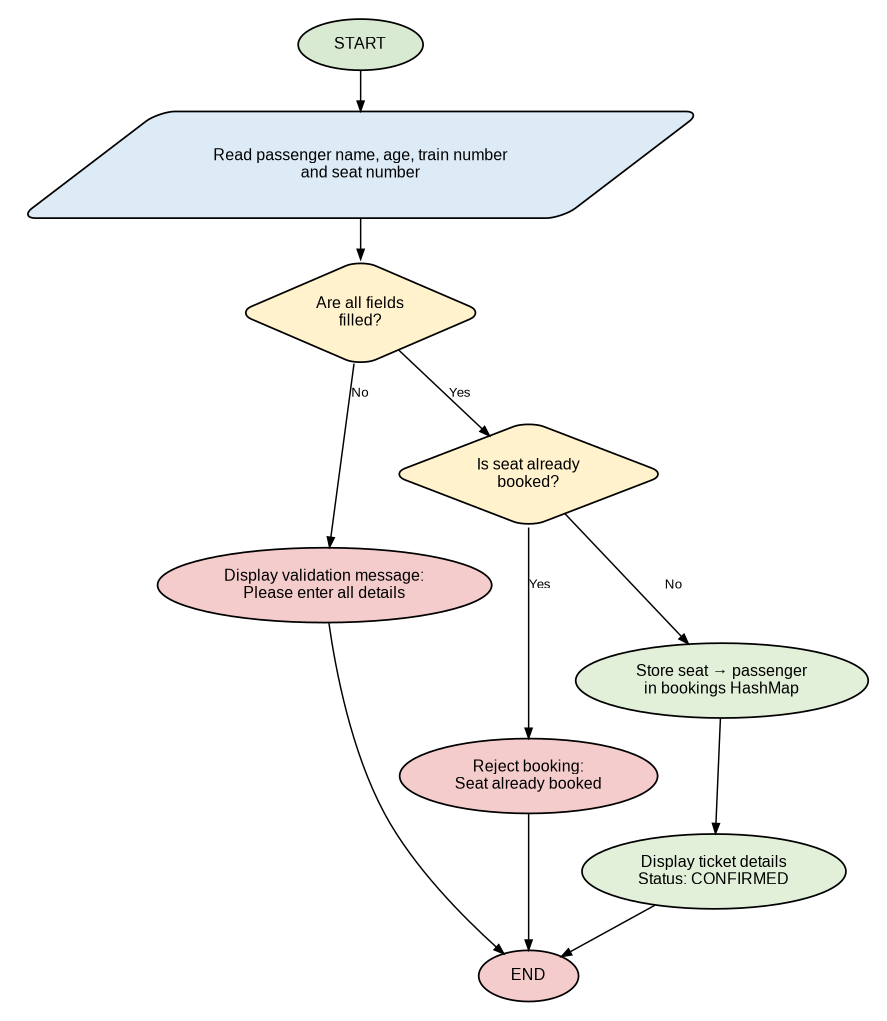 START
Read passenger name, age, train number
and seat number
Are all fields
filled?
No
Yes
Is seat already
booked?
Display validation message:
Please enter all details
Yes
No
Store seat → passenger
in bookings HashMap
Reject booking:
Seat already booked
Display ticket details
Status: CONFIRMED
END